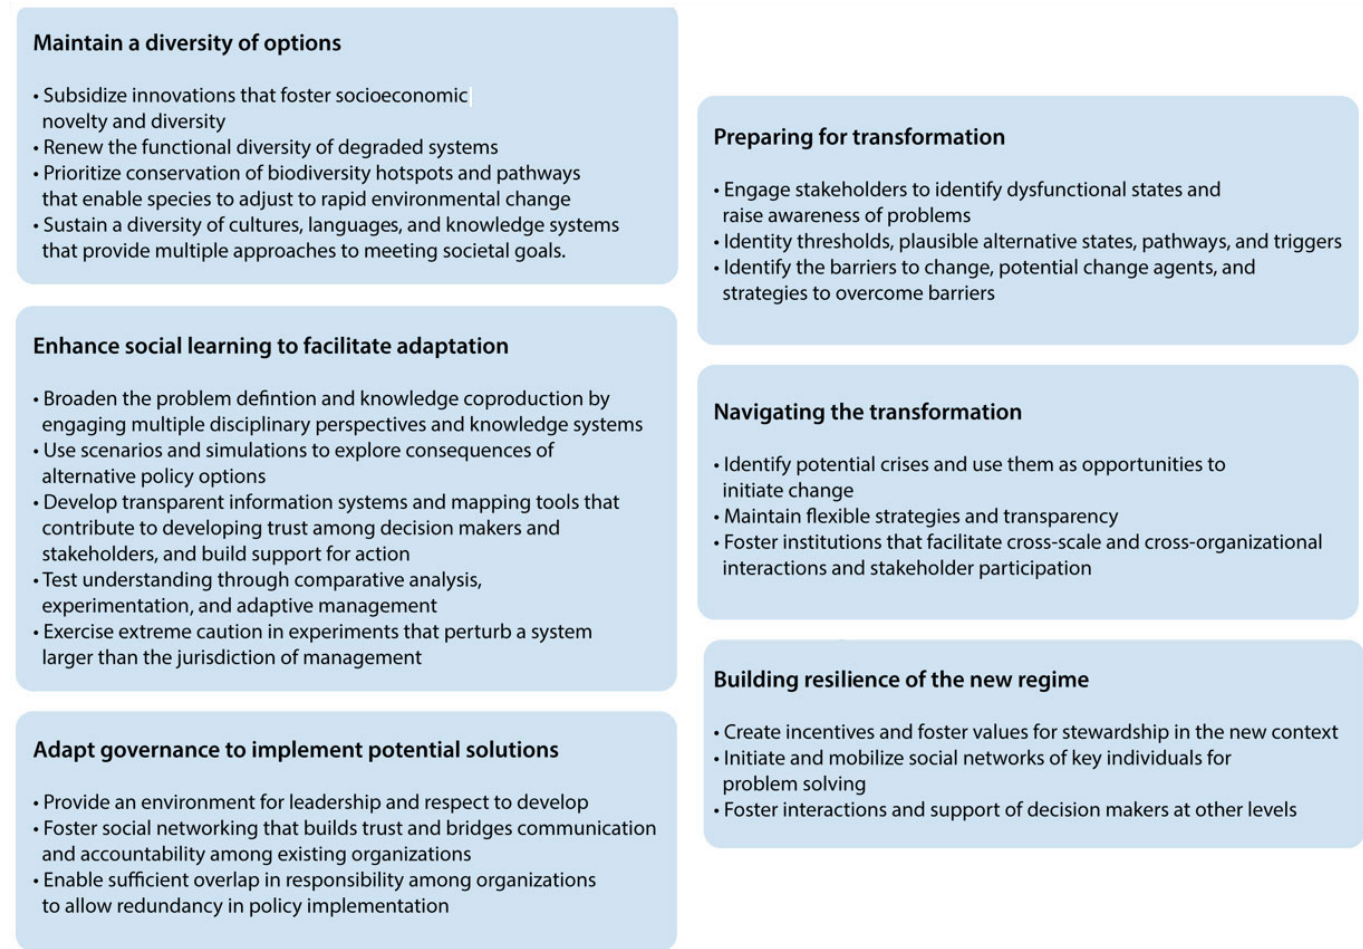 Maintain a diversity of options
• Subsidize innovations that foster socioeconomic
novelty and diversity
• Renew the functional diversity of degraded systems
• Prioritize conservation of biodiversity hotspots and pathways
that enable species to adjust to rapid environmental change
• Sustain a diversity of cultures, languages, and knowledge systems
that provide multiple approaches to meeting societal goals.
Enhance social learning to facilitate adaptation
• Broaden the problem defintion and knowledge coproduction by
engaging multiple disciplinary perspectives and knowledge systems
• Use scenarios and simulations to explore consequences of
alternative policy options
• Develop transparent information systems and mapping tools that
contribute to developing trust among decision makers and
stakeholders, and build support for action
• Test understanding through comparative analysis,
experimentation, and adaptive management
• Exercise extreme caution in experiments that perturb a system
larger than the jurisdiction of management
Adapt governance to implement potential solutions
• Provide an environment for leadership and respect to develop
• Foster social networking that builds trust and bridges communication
and accountability among existing organizations
• Enable sufficient overlap in responsibility among organizations
to allow redundancy in policy implementation
Preparing for transformation
• Engage stakeholders to identify dysfunctional states and
raise awareness of problems
• Identity thresholds, plausible alternative states, pathways, and triggers
• Identify the barriers to change, potential change agents, and
strategies to overcome barriers
Navigating the transformation
• Identify potential crises and use them as opportunities to
initiate change
• Maintain flexible strategies and transparency
• Foster institutions that facilitate cross-scale and cross-organizational
interactions and stakeholder participation
Building resilience of the new regime
• Create incentives and foster values for stewardship in the new context
• Initiate and mobilize social networks of key individuals for
problem solving
• Foster interactions and support of decision makers at other levels